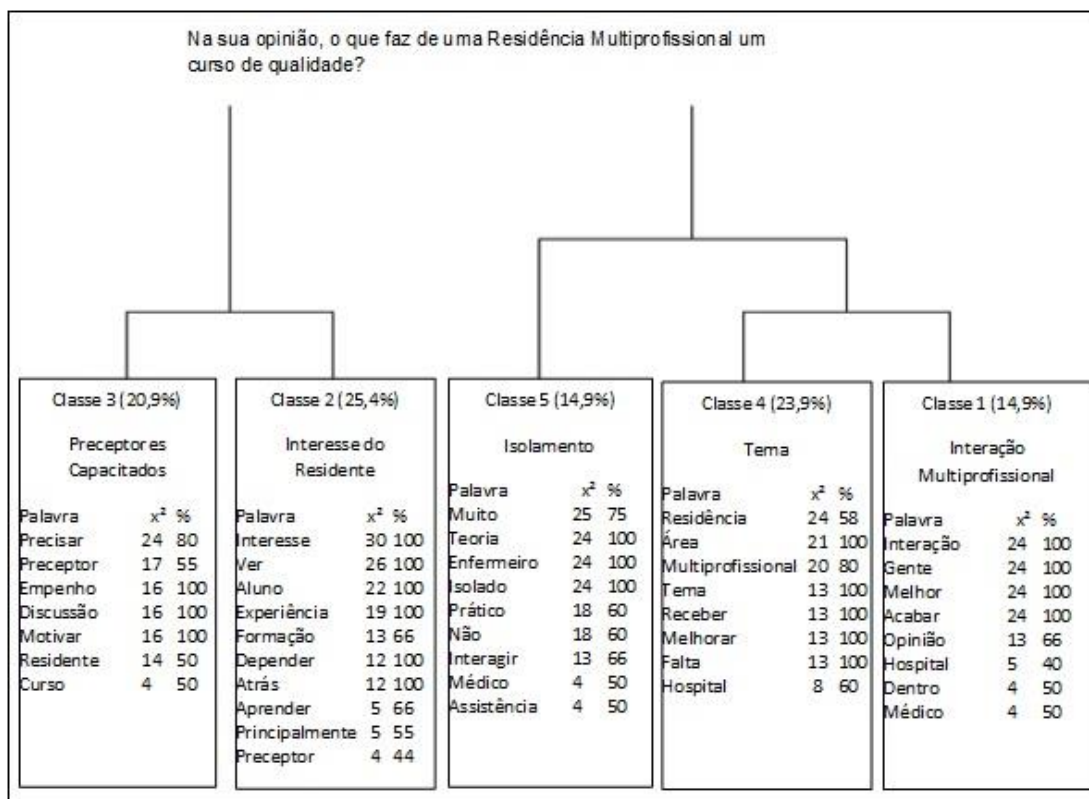 Na sua opinião, o que faz de uma Residência Multiprofissional um
curso de qualidade?
Classe 3 (20,9%)
Preceptores
Capacitados
Palavra x² %
Precisar 24 80
Preceptor 17 55
Empenho 16 100
Discussão 16 100
Motivar 16 100
Residente 14 50
Curso 4 50
Classe 2 (25,4%)
Interesse do
Residente
Palavra x² %
Interesse 30 100
Ver 26 100
Aluno 22 100
Experiência 19 100
Formação 13 66
Depender 12 100
Atrás 12 100
Aprender 5 66
Principalmente 5 55
Preceptor 4 44
Classe 5 (14,9%)
Isolamento
Palavra x² %
Muito 25 75
Teoria 24 100
Enfermeiro 24 100
Isolado 24 100
Prático 18 60
Não 18 60
Interagir 13 66
Médico 4 50
Assistência 4 50
Classe 4 (23,9%)
Tema
Palavra x² %
Residência 24 58
Área 21 100
Multiprofissional 20 80
Tema 13 100
Receber 13 100
Melhorar 13 100
Falta 13 100
Hospital 8 60
Classe 1 (14,9%)
Interação
Multiprofissional
Palavra x² %
Interação 24 100
Gente 24 100
Melhor 24 100
Acabar 24 100
Opinião 13 66
Hospital 5 40
Dentro 4 50
Médico 4 50